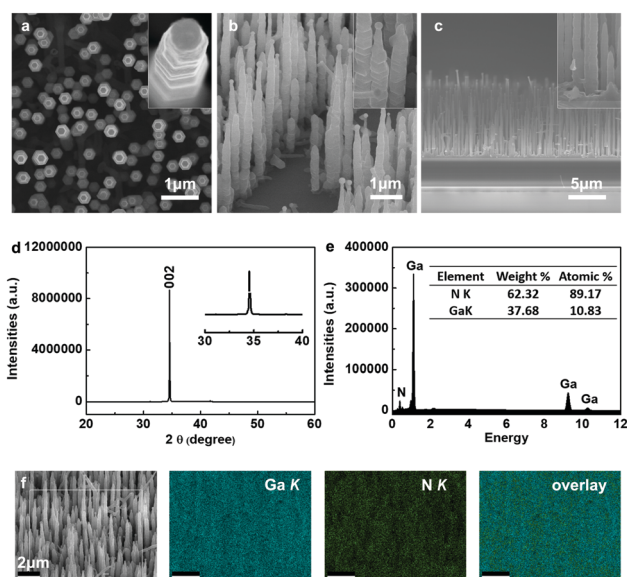 a
1μm
b
1μm
c
5μm
d
12000000
8000000
4000000
0
Intensities (a.u.)
002
30 35 40
20 30 40 50 60
2 θ (degree)
e
400000
300000
200000
100000
0
Intensities (a.u.)
Ga
N
Ga
Ga
Element Weight % Atomic %
N K 62.32 89.17
GaK 37.68 10.83
0 2 4 6 8 10 12
Energy
f
2μm
Ga K
N K
overlay